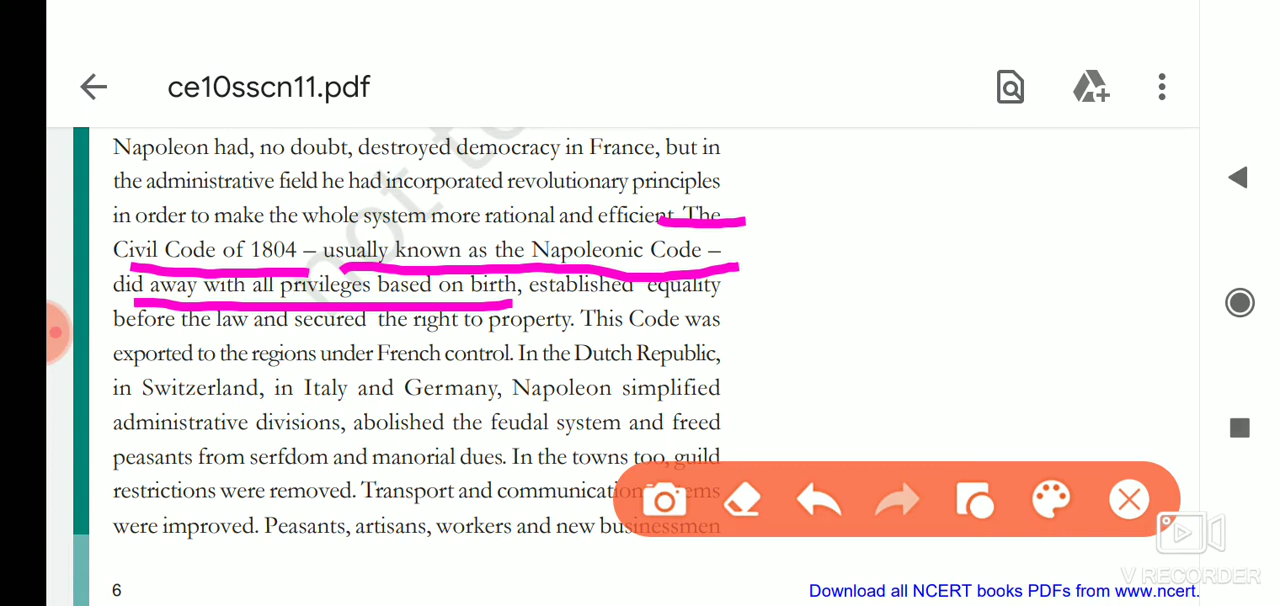 ce10sscn11.pdf
Napoleon had, no doubt, destroyed democracy in France, but in
the administrative field he had incorporated revolutionary principles
in order to make the whole system more rational and efficient. The
Civil Code of 1804 – usually known as the Napoleonic Code –
did away with all privileges based on birth, established equality
before the law and secured the right to property. This Code was
exported to the regions under French control. In the Dutch Republic,
in Switzerland, in Italy and Germany, Napoleon simplified
administrative divisions, abolished the feudal system and freed
peasants from serfdom and manorial dues. In the towns too, guild
restrictions were removed. Transport and communication
were improved. Peasants, artisans, workers and new businessmen
6
Download all NCERT books PDFs from www.ncert.
V RECORDER